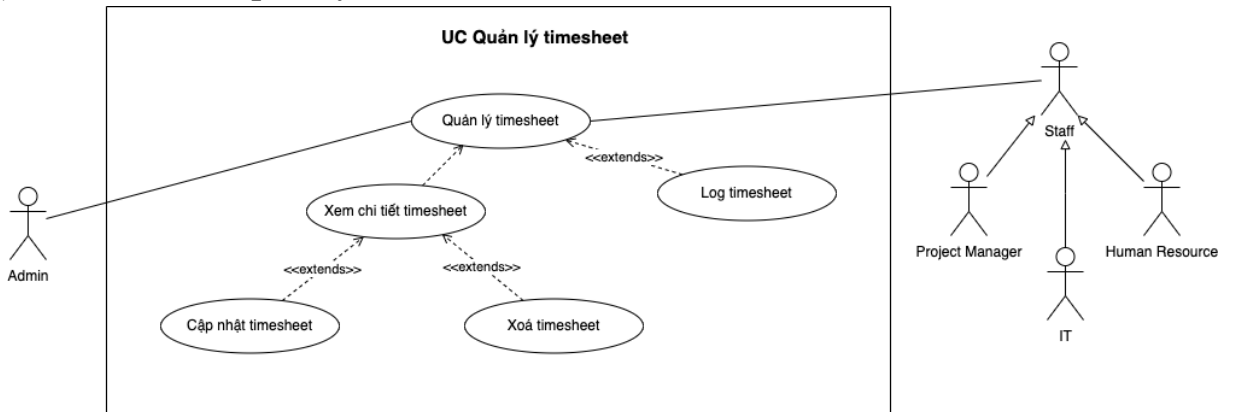 UC Quản lý timesheet
Quản lý timesheet
Staff
<<extends>>
Log timesheet
Xem chi tiết timesheet
Project Manager
Human Resource
Admin
<<extends>>
<<extends>>
Cập nhật timesheet
Xoá timesheet
IT